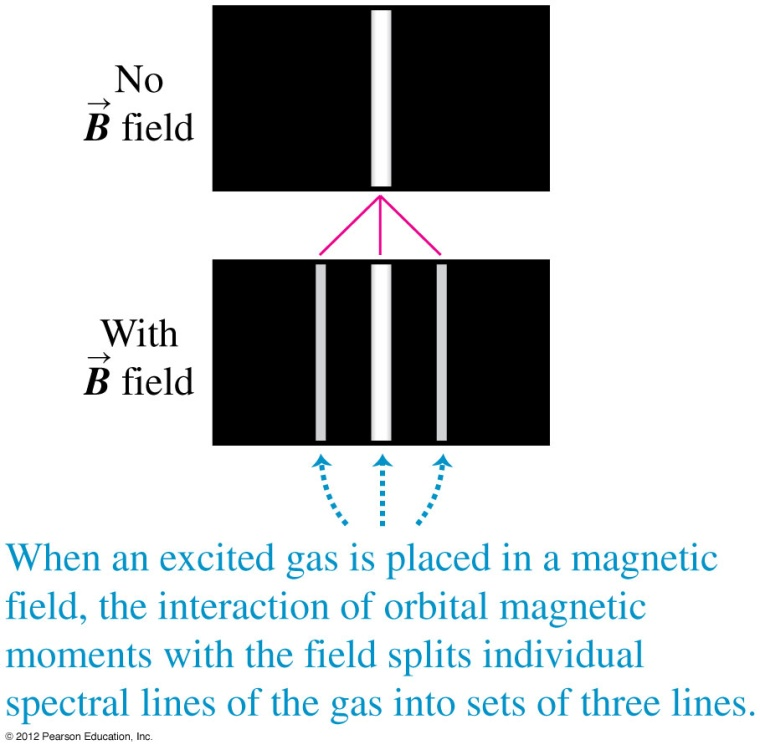 No
B field
With
B field
When an excited gas is placed in a magnetic
field, the interaction of orbital magnetic
moments with the field splits individual
spectral lines of the gas into sets of three lines.
© 2012 Pearson Education, Inc.